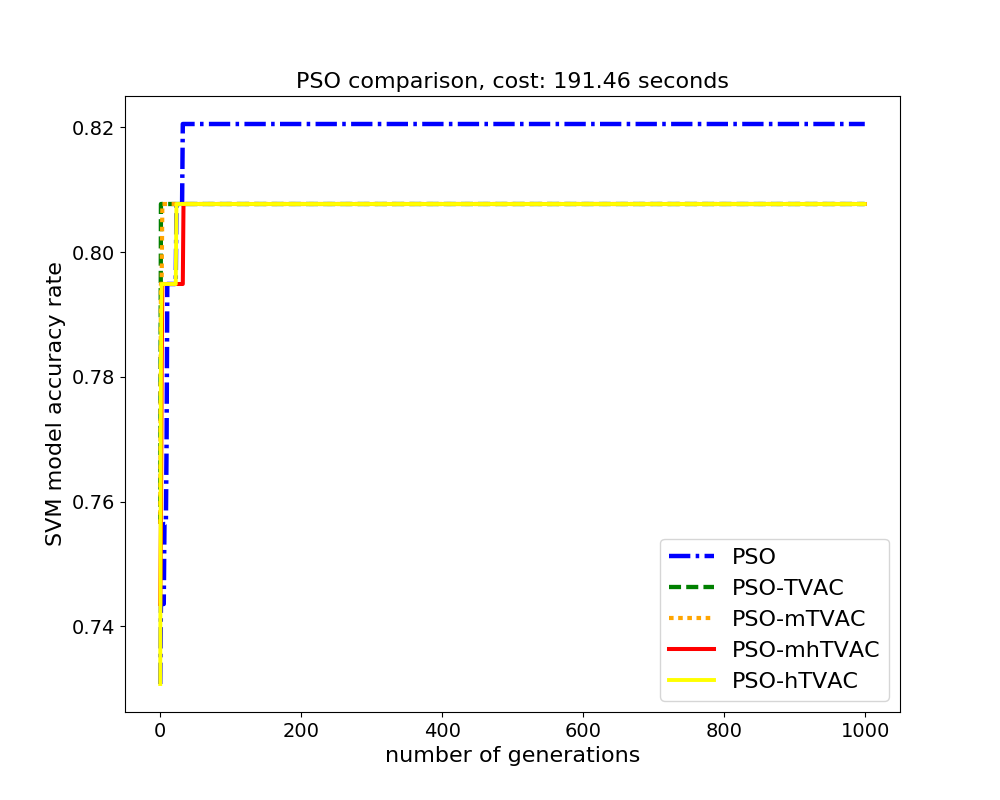 PSO comparison, cost: 191.46 seconds
SVM model accuracy rate
0.82
0.80
0.78
0.76
0.74
0
200
400
600
800
1000
number of generations
PSO
PSO-TVAC
PSO-mTVAC
PSO-mhTVAC
PSO-hTVAC